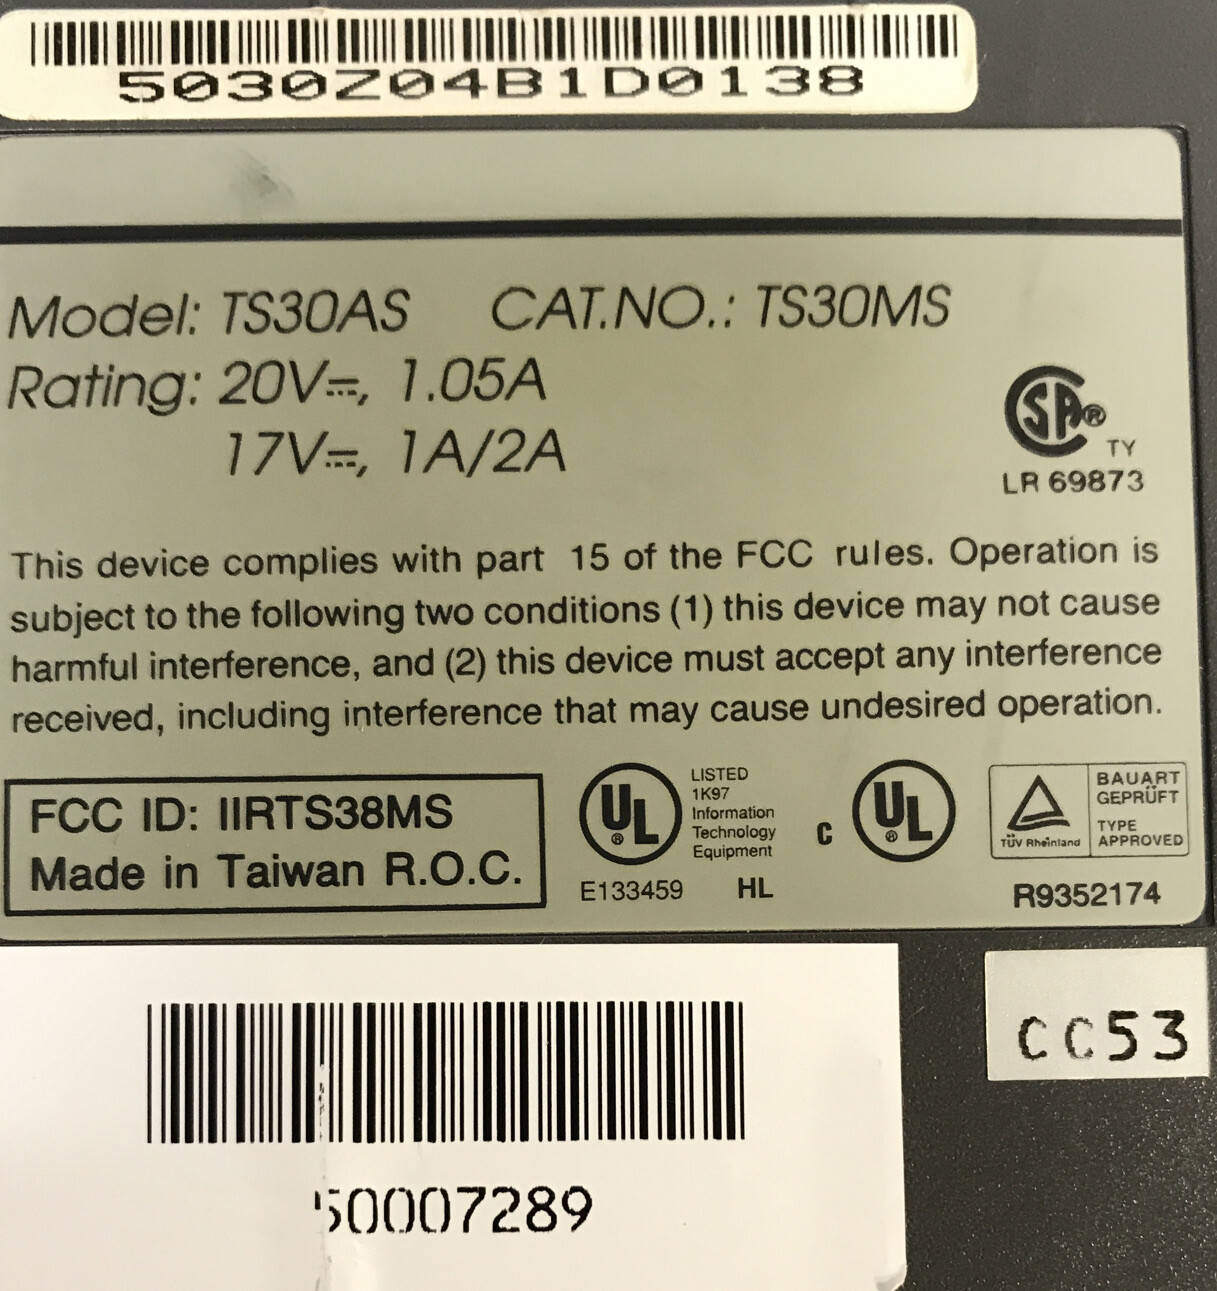 5030Z04B1D0138
Model: TS30AS CAT.NO.: TS30MS
Rating: 20V⎓, 1.05A
17V⎓, 1A/2A
SA®
TY
LR 69873
This device complies with part 15 of the FCC rules. Operation is
subject to the following two conditions (1) this device may not cause
harmful interference, and (2) this device must accept any interference
received, including interference that may cause undesired operation.
FCC ID: IIRTS38MS
Made in Taiwan R.O.C.
UL®
LISTED
1K97
Information
Technology
Equipment
E133459 HL
C UL®
TÜV Rheinland
BAUART
GEPRÜFT
TYPE
APPROVED
R9352174
CC53
50007289